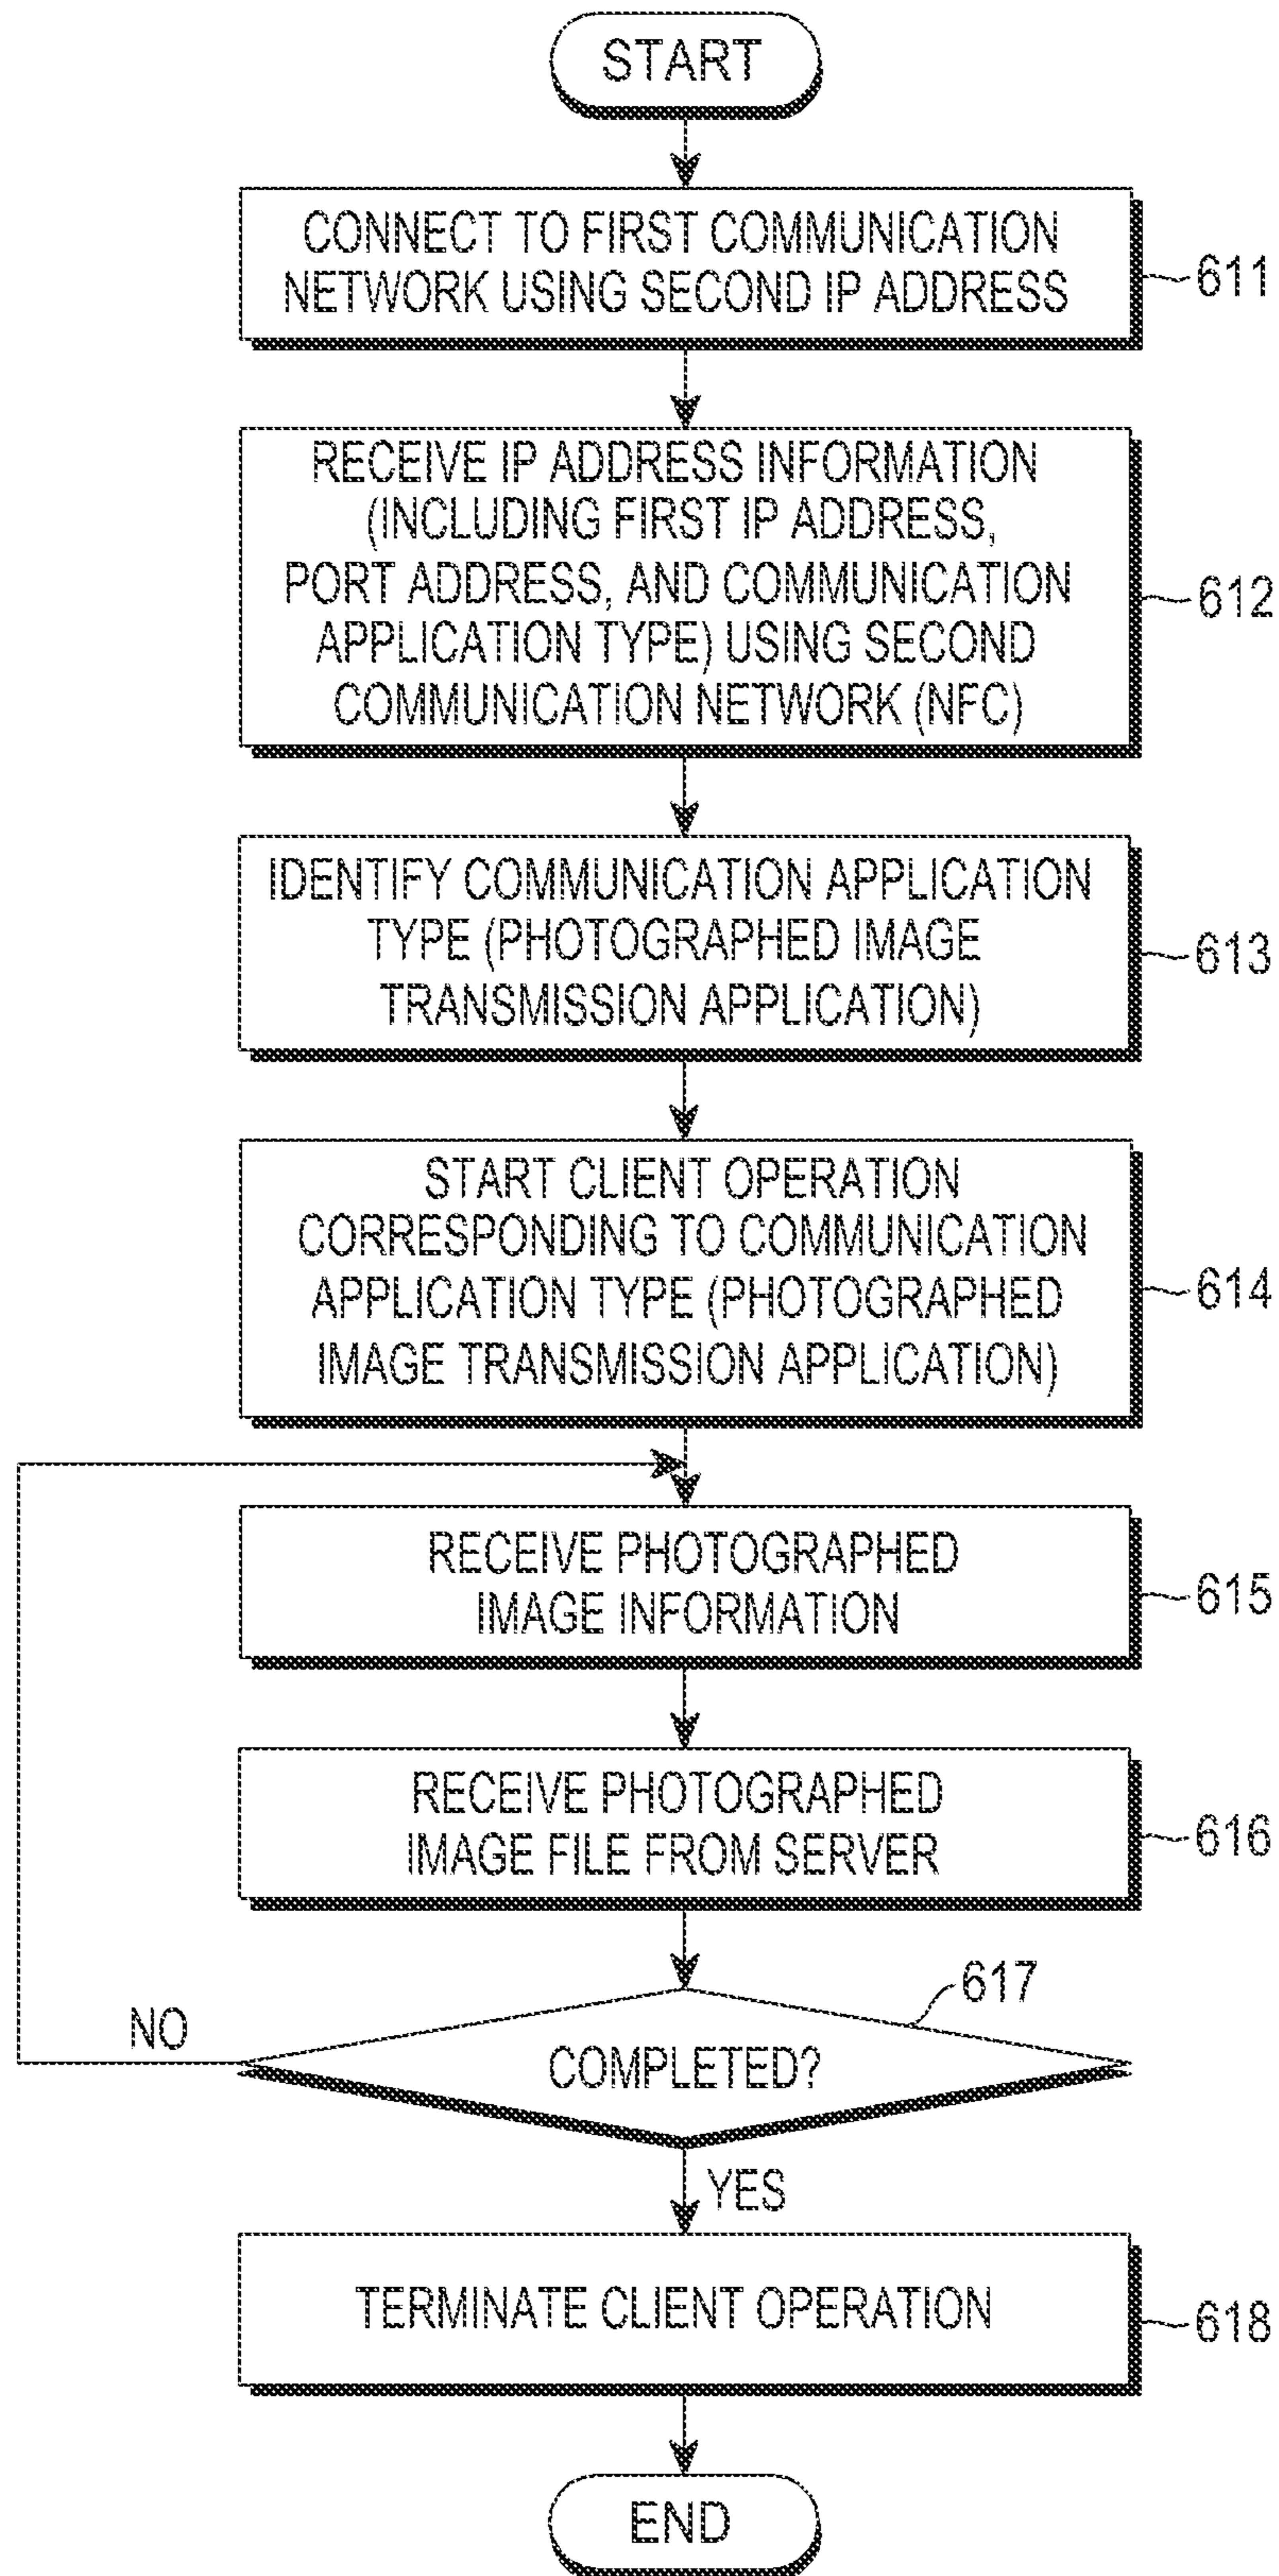 START
CONNECT TO FIRST COMMUNICATION
NETWORK USING SECOND IP ADDRESS
611
RECEIVE IP ADDRESS INFORMATION
(INCLUDING FIRST IP ADDRESS,
PORT ADDRESS, AND COMMUNICATION
APPLICATION TYPE) USING SECOND
COMMUNICATION NETWORK (NFC)
612
IDENTIFY COMMUNICATION APPLICATION
TYPE (PHOTOGRAPHED IMAGE
TRANSMISSION APPLICATION)
613
START CLIENT OPERATION
CORRESPONDING TO COMMUNICATION
APPLICATION TYPE (PHOTOGRAPHED
IMAGE TRANSMISSION APPLICATION)
614
RECEIVE PHOTOGRAPHED
IMAGE INFORMATION
615
RECEIVE PHOTOGRAPHED
IMAGE FILE FROM SERVER
616
617
NO
COMPLETED?
YES
TERMINATE CLIENT OPERATION
618
END